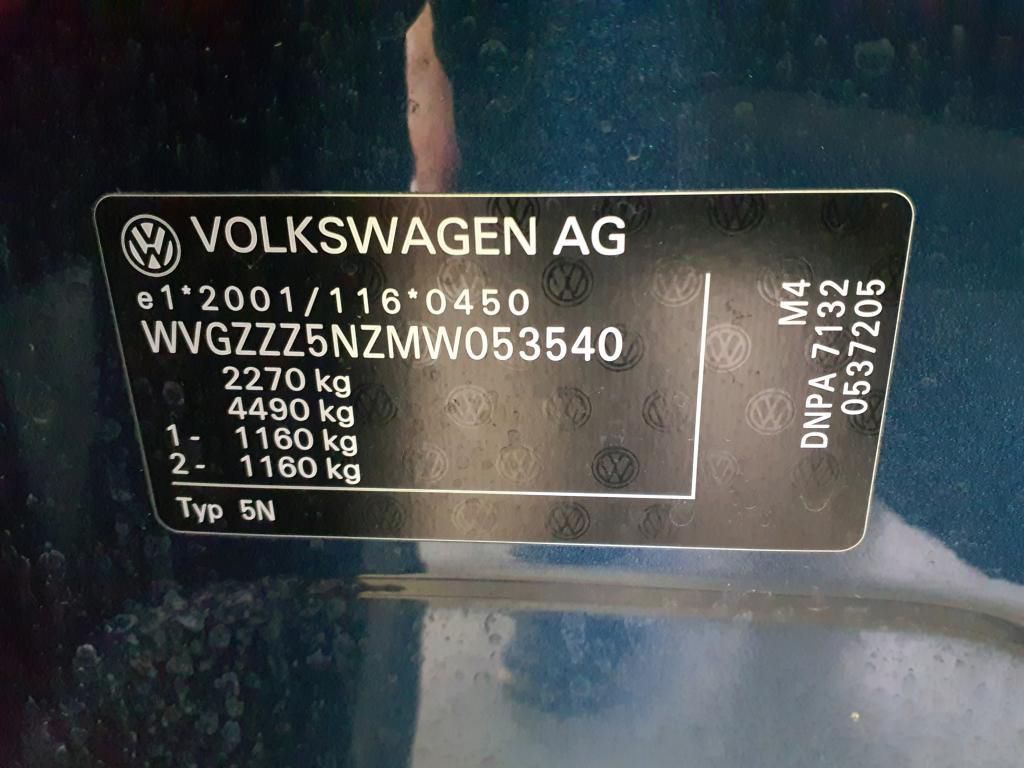 VOLKSWAGEN AG
e1*2001/116*0450
WVGZZZ5NZMW053540
2270 kg
4490 kg
1- 1160 kg
2- 1160 kg
Typ 5N
M4
DNPA 7132
0537205